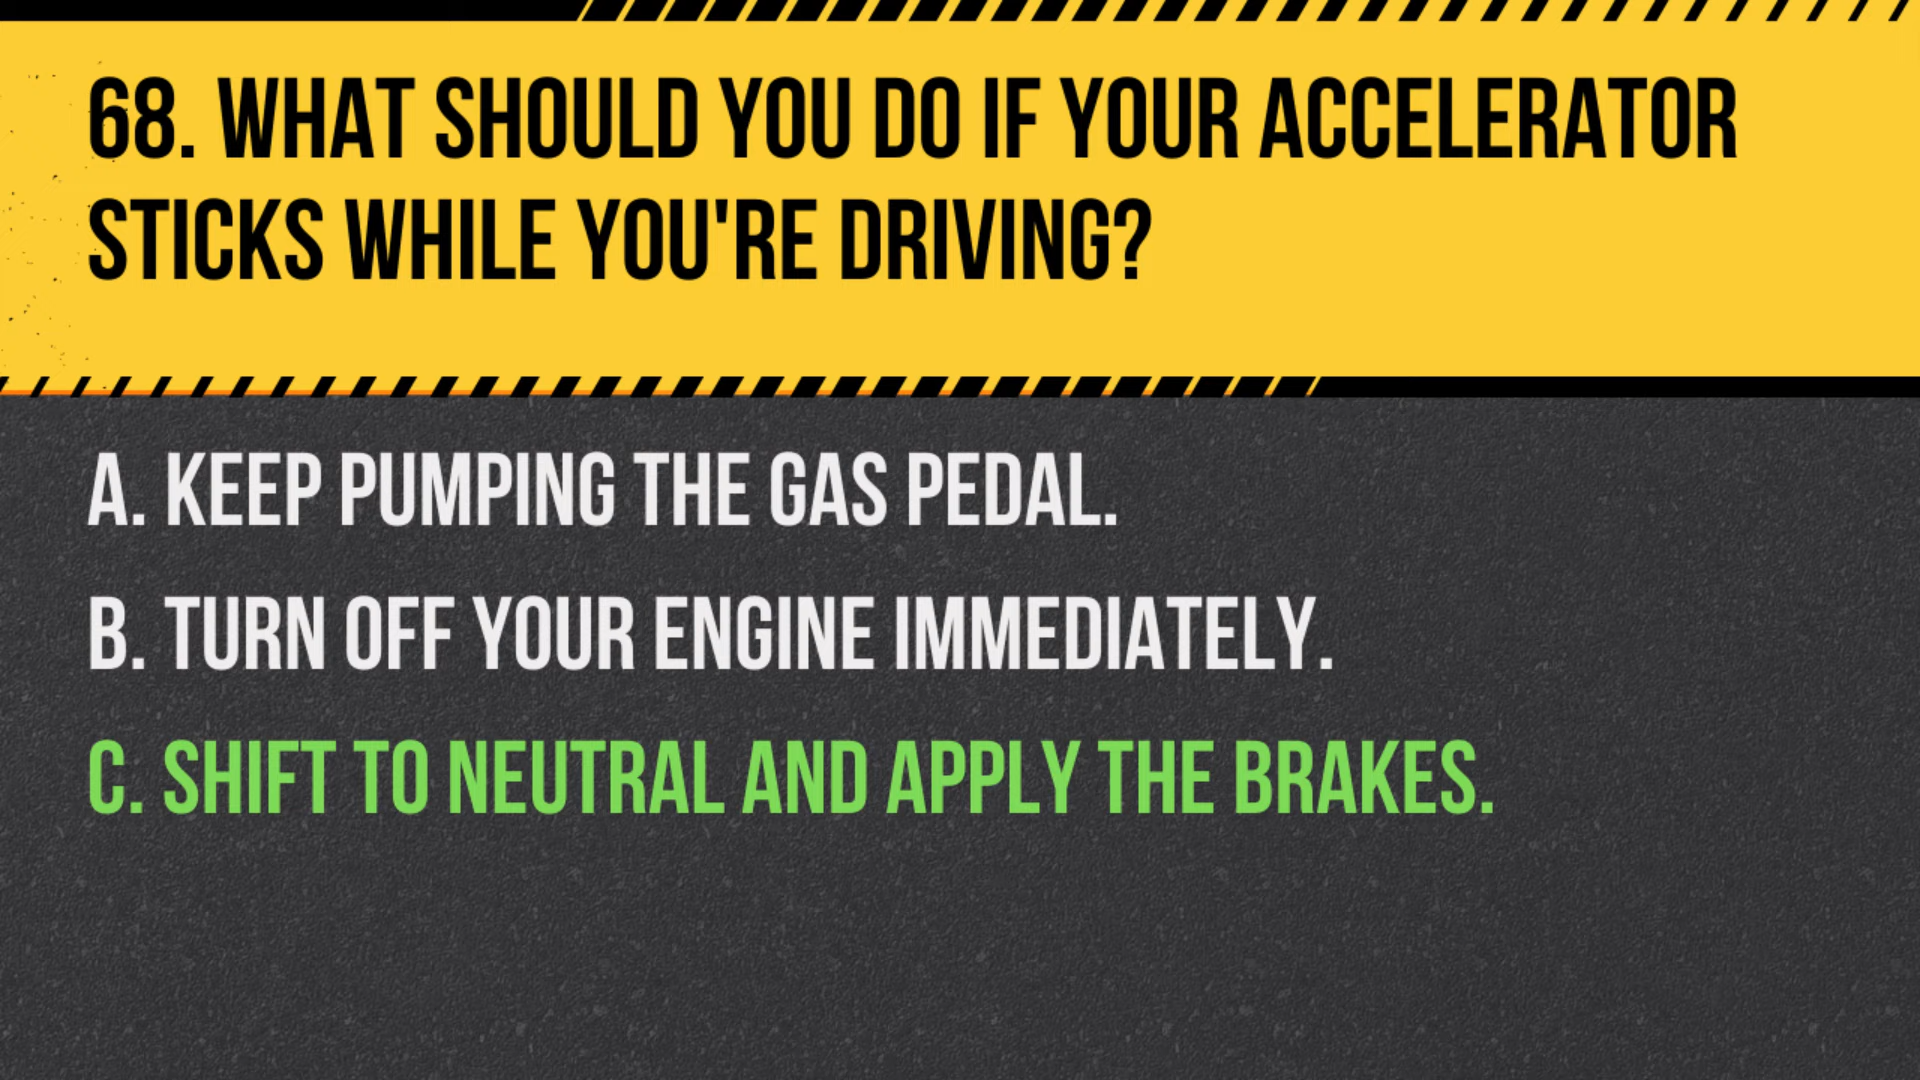 68. WHAT SHOULD YOU DO IF YOUR ACCELERATOR
STICKS WHILE YOU'RE DRIVING?
A. KEEP PUMPING THE GAS PEDAL.
B. TURN OFF YOUR ENGINE IMMEDIATELY.
C. SHIFT TO NEUTRAL AND APPLY THE BRAKES.